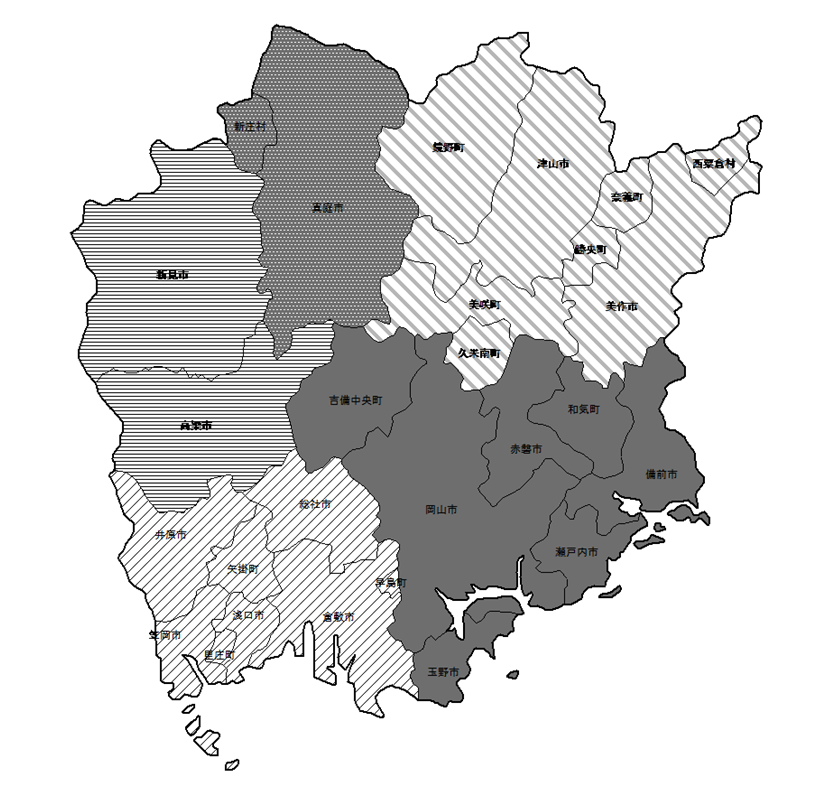 新庄村
鏡野町
津山市
西粟倉村
奈義町
真庭市
勝央町
新見市
美咲町
美作市
久米南町
吉備中央町
和気町
高梁市
赤磐市
備前市
総社市
岡山市
井原市
瀬戸内市
矢掛町
早島町
浅口市
倉敷市
笠岡市
里庄町
玉野市